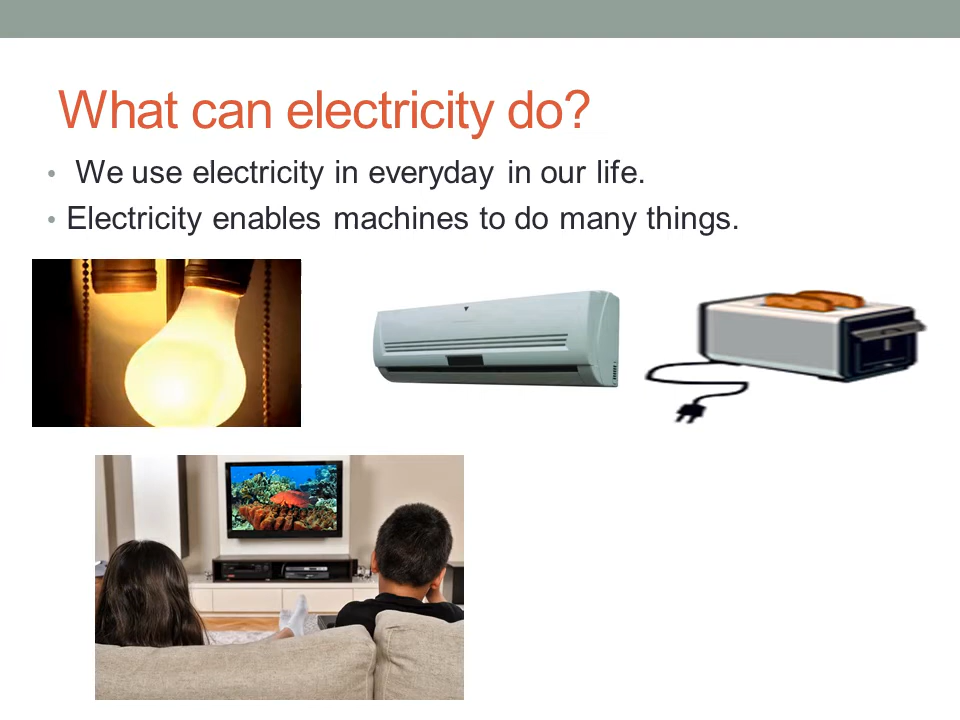 What can electricity do?
• We use electricity in everyday in our life.
• Electricity enables machines to do many things.